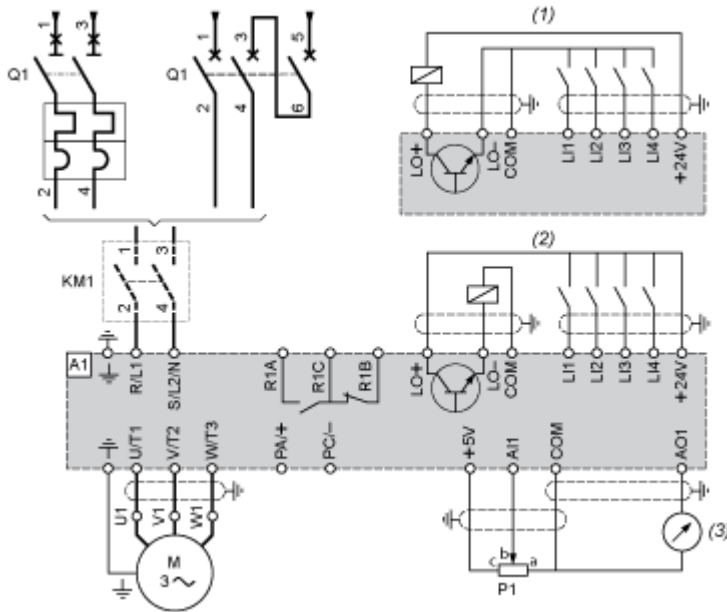 1 3 1 3 5 (1)
Q1 Q1
2 4 6
2 4
LO+ LO- COM LI1 LI2 LI3 LI4 +24V
1 3 (2)
KM1
2 4
A1 R/L1 S/L2/N R1A R1C R1B LO+ LO- COM LI1 LI2 LI3 LI4 +24V
U/T1 V/T2 W/T3 PA/+ PC/- +5V AI1 COM AO1
U1 V1 W1 (3)
M
3~
c b a
P1